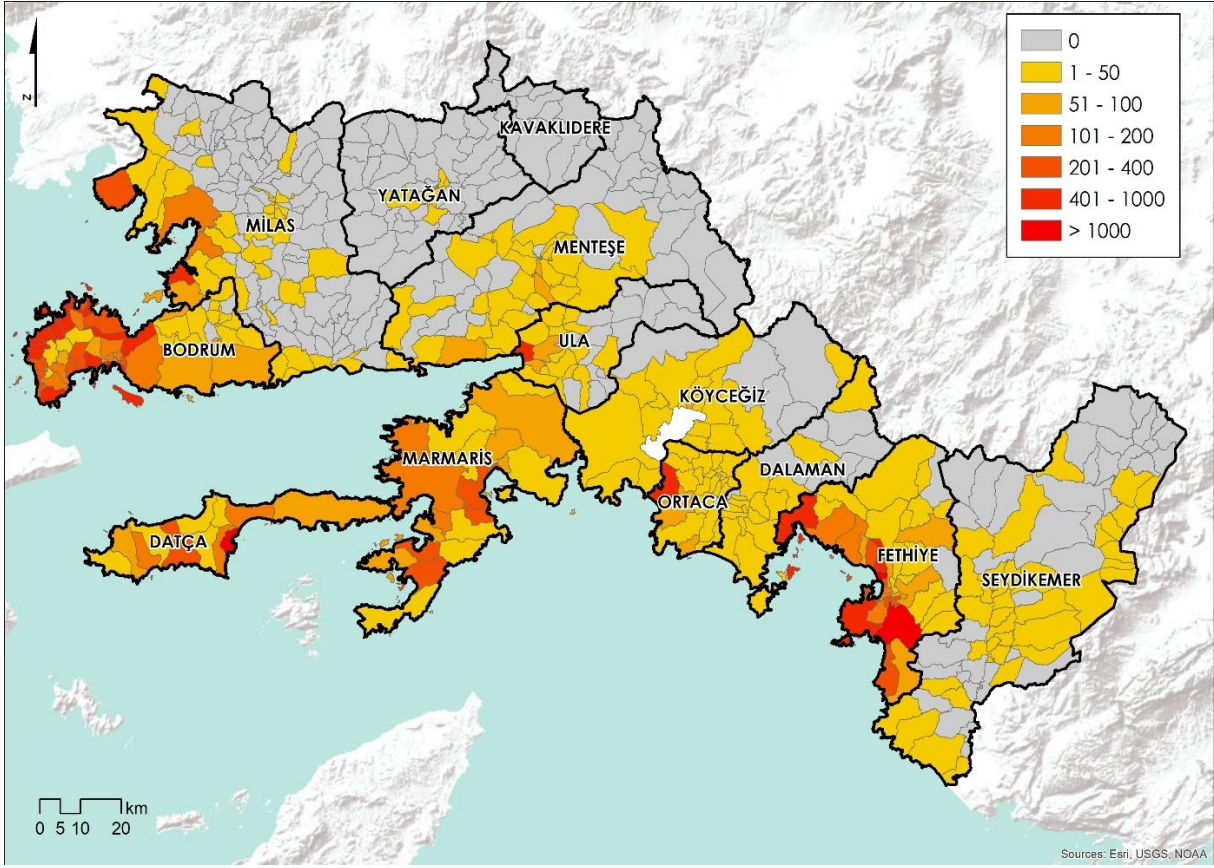 N
0
1 - 50
51 - 100
101 - 200
201 - 400
401 - 1000
> 1000
KAVAKLIDERE
YATAĞAN
MİLAS
MENTEŞE
ULA
BODRUM
KÖYCEĞİZ
MARMARİS
DALAMAN
ORTACA
DATÇA
FETHİYE
SEYDİKEMER
km
0 5 10 20
Sources: Esri, USGS, NOAA